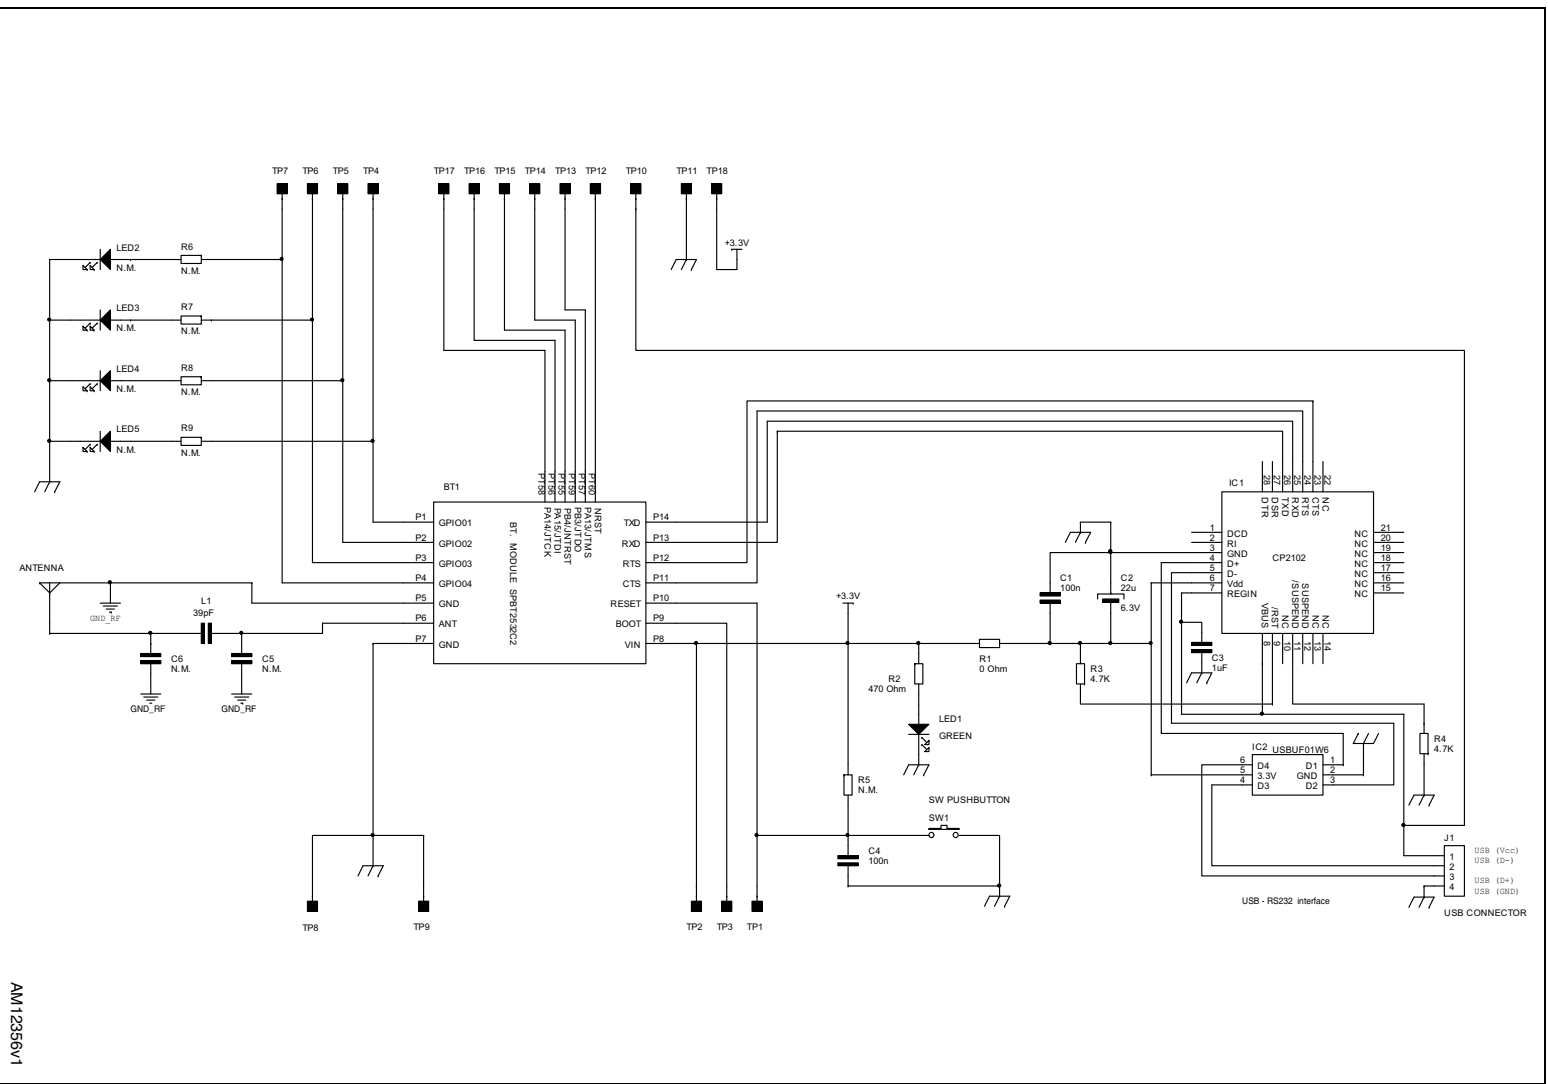 TP7 TP6 TP5 TP4 TP17 TP16 TP15 TP14 TP13 TP12 TP10 TP11 TP18
+3.3V
LED2
N.M.
R6
N.M.
LED3
N.M.
R7
N.M.
LED4
N.M.
R8
N.M.
LED5
N.M.
R9
N.M.
BT1
PT58 PT56 PT55 PT59 PT57 PT60
PA14/JTCK
PA15/JTDI
PB4/JNTRST
PB3/JTDO
PA13/JTMS
NRST
BT. MODULE SPBT2532C2
P1 GPIO01
P2 GPIO02
P3 GPIO03
P4 GPIO04
P5 GND
P6 ANT
P7 GND
TXD P14
RXD P13
RTS P12
CTS P11
RESET P10
BOOT P9
VIN P8
ANTENNA
GND_RF
L1
39pF
C6
N.M.
C5
N.M.
GND_RF
GND_RF
+3.3V
R2
470 Ohm
LED1
GREEN
R1
0 Ohm
C1
100n
C2
22u
6.3V
R3
4.7K
R5
N.M.
C4
100n
SW PUSHBUTTON
SW1
IC1
CP2102
28 27 26 25 24 23 22
DTR
DSR
TXD
RXD
RTS
CTS
NC
1 DCD
2 RI
3 GND
4 D+
5 D-
6 Vdd
7 REGIN
NC 21
NC 20
NC 19
NC 18
NC 17
NC 16
NC 15
VBUS
/RST
NC
/SUSPEND
SUSPEND
NC
NC
8 9 10 11 12 13 14
C3
1uF
R4
4.7K
IC2 USBUF01W6
6 D4 D1 1
5 3.3V GND 2
4 D3 D2 3
J1
1 USB (Vcc)
2 USB (D-)
3 USB (D+)
4 USB (GND)
USB CONNECTOR
USB - RS232 interface
TP8 TP9 TP2 TP3 TP1
AM12356v1